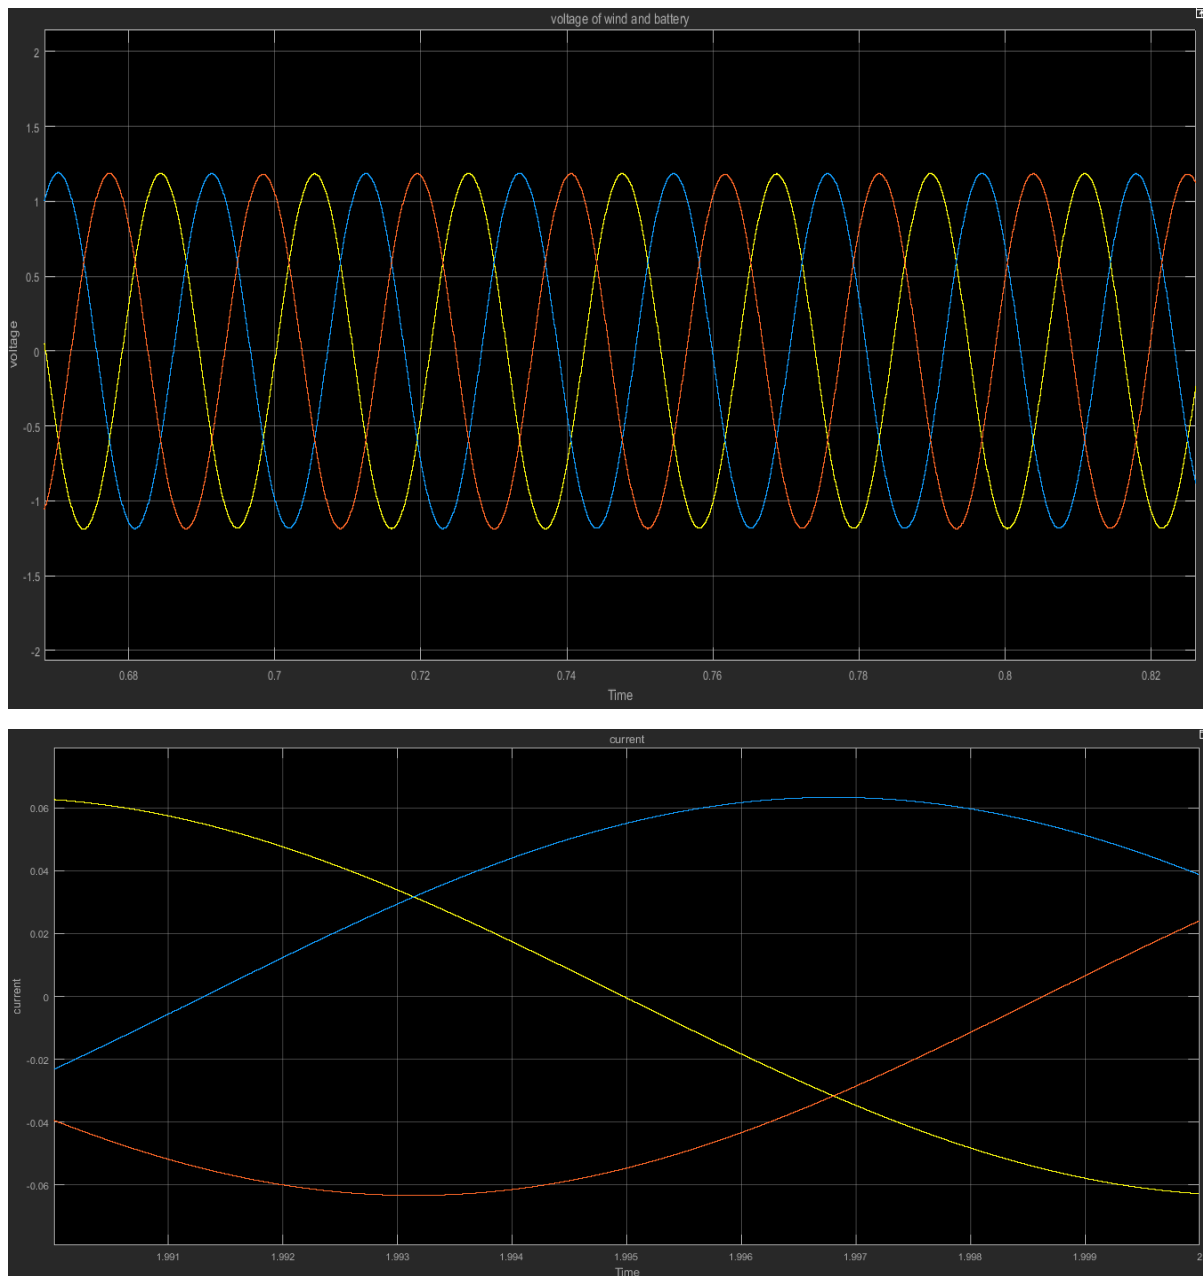 voltage of wind and battery
2
1.5
1
0.5
0
-0.5
-1
-1.5
-2
voltage
0.68 0.7 0.72 0.74 0.76 0.78 0.8 0.82
Time
current
0.06
0.04
0.02
0
-0.02
-0.04
-0.06
current
1.991 1.992 1.993 1.994 1.995 1.996 1.997 1.998 1.999 2
Time